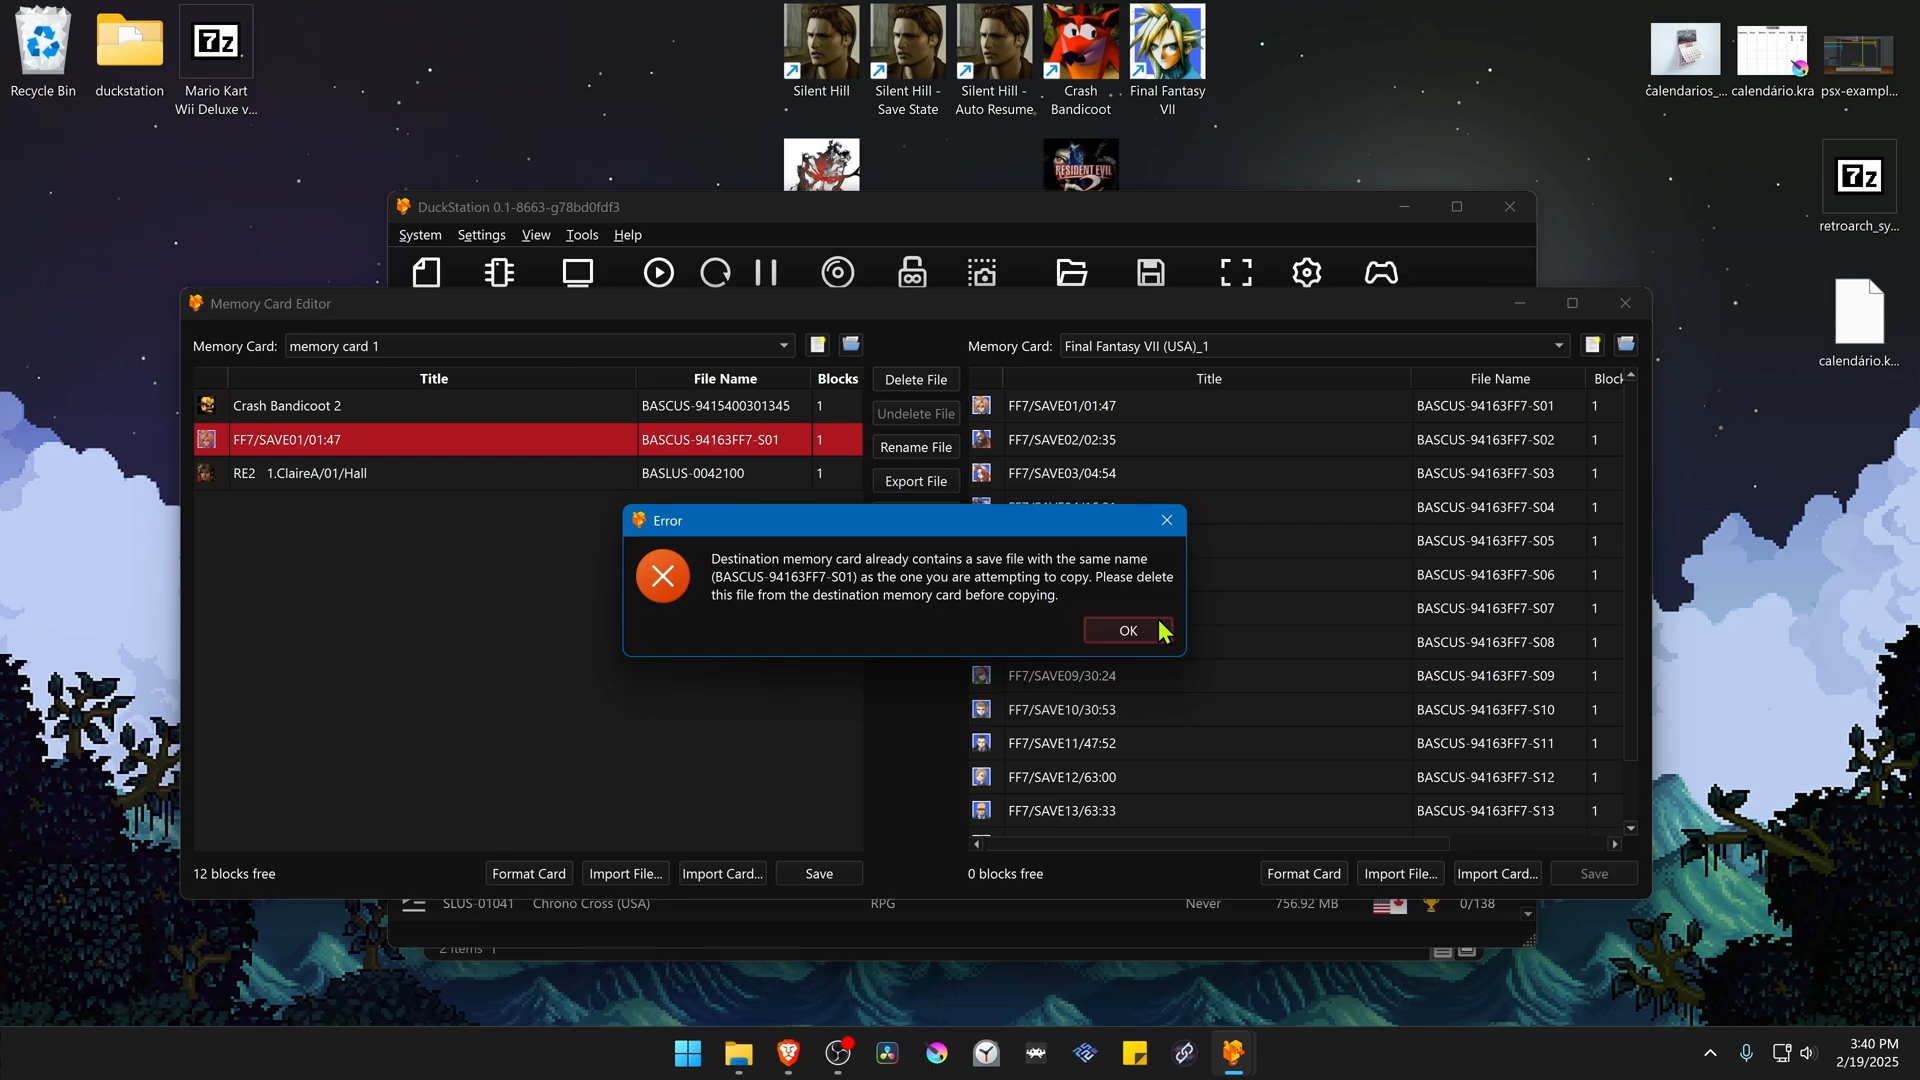 Recycle Bin
duckstation
Mario Kart
Wii Deluxe v...
Silent Hill
Silent Hill -
Save State
Silent Hill -
Auto Resume
Crash
Bandicoot
Final Fantasy
VII
calendarios_...
calendário.kra
psx-exampl...
RESIDENT EVIL
2
7z
7z
retroarch_sy...
calendário.k...
DuckStation 0.1-8663-g78bd0fdf3
System Settings View Tools Help
Memory Card Editor
Memory Card: memory card 1
Title File Name Blocks
Crash Bandicoot 2 BASCUS-9415400301345 1
FF7/SAVE01/01:47 BASCUS-94163FF7-S01 1
RE2 1.ClaireA/01/Hall BASLUS-0042100 1
Delete File
Undelete File
Rename File
Export File
Memory Card: Final Fantasy VII (USA)_1
Title File Name Block
FF7/SAVE01/01:47 BASCUS-94163FF7-S01 1
FF7/SAVE02/02:35 BASCUS-94163FF7-S02 1
FF7/SAVE03/04:54 BASCUS-94163FF7-S03 1
BASCUS-94163FF7-S04 1
BASCUS-94163FF7-S05 1
BASCUS-94163FF7-S06 1
BASCUS-94163FF7-S07 1
BASCUS-94163FF7-S08 1
FF7/SAVE09/30:24 BASCUS-94163FF7-S09 1
FF7/SAVE10/30:53 BASCUS-94163FF7-S10 1
FF7/SAVE11/47:52 BASCUS-94163FF7-S11 1
FF7/SAVE12/63:00 BASCUS-94163FF7-S12 1
FF7/SAVE13/63:33 BASCUS-94163FF7-S13 1
Error
Destination memory card already contains a save file with the same name
(BASCUS-94163FF7-S01) as the one you are attempting to copy. Please delete
this file from the destination memory card before copying.
OK
12 blocks free
Format Card Import File... Import Card... Save
0 blocks free
Format Card Import File... Import Card... Save
SLUS-01041 Chrono Cross (USA) RPG Never 756.92 MB 0/138
2 items
3:40 PM
2/19/2025